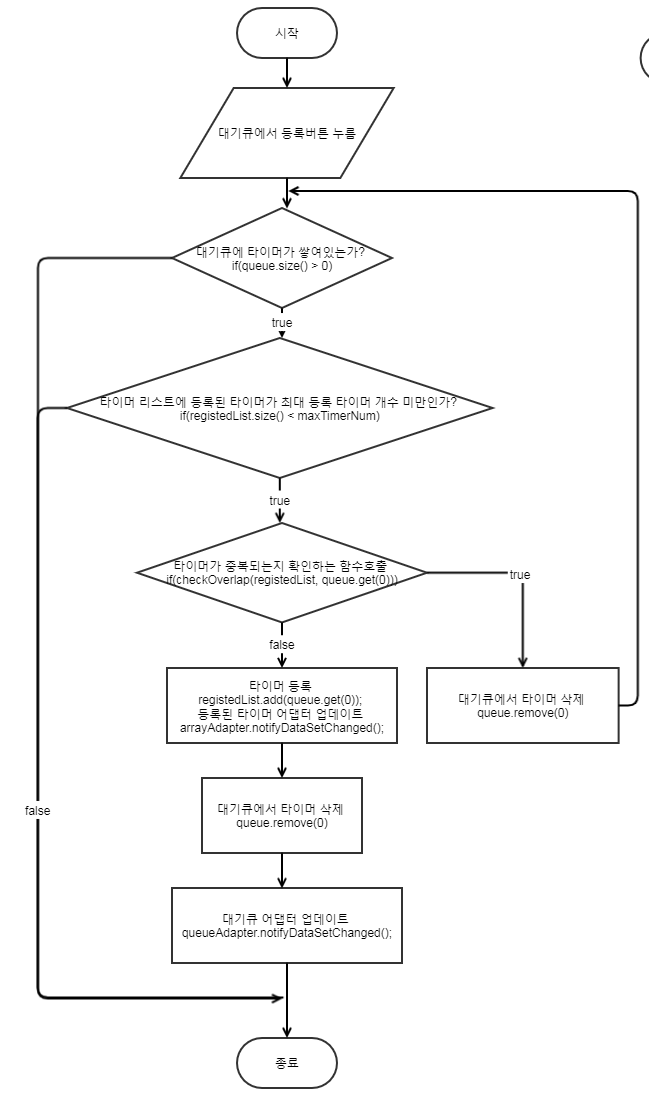 시작
대기큐에서 등록버튼 누름
대기큐에 타이머가 쌓여있는가?
if(queue.size() > 0)
true
타이머 리스트에 등록된 타이머가 최대 등록 타이머 개수 미만인가?
if(registedList.size() < maxTimerNum)
true
타이머가 중복되는지 확인하는 함수호출
if(checkOverlap(registedList, queue.get(0)))
true
false
타이머 등록
registedList.add(queue.get(0));
등록된 타이머 어댑터 업데이트
arrayAdapter.notifyDataSetChanged();
대기큐에서 타이머 삭제
queue.remove(0)
false
대기큐에서 타이머 삭제
queue.remove(0)
대기큐 어댑터 업데이트
queueAdapter.notifyDataSetChanged();
종료